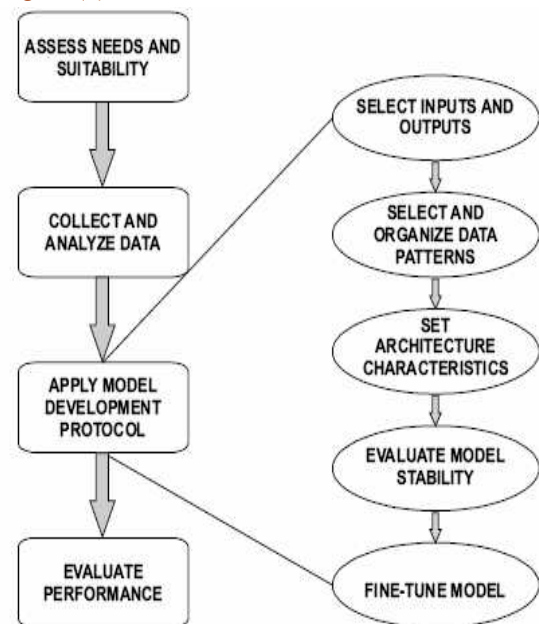 ASSESS NEEDS AND
SUITABILITY
COLLECT AND
ANALYZE DATA
APPLY MODEL
DEVELOPMENT
PROTOCOL
EVALUATE
PERFORMANCE
SELECT INPUTS AND
OUTPUTS
SELECT AND
ORGANIZE DATA
PATTERNS
SET
ARCHITECTURE
CHARACTERISTICS
EVALUATE MODEL
STABILITY
FINE-TUNE MODEL